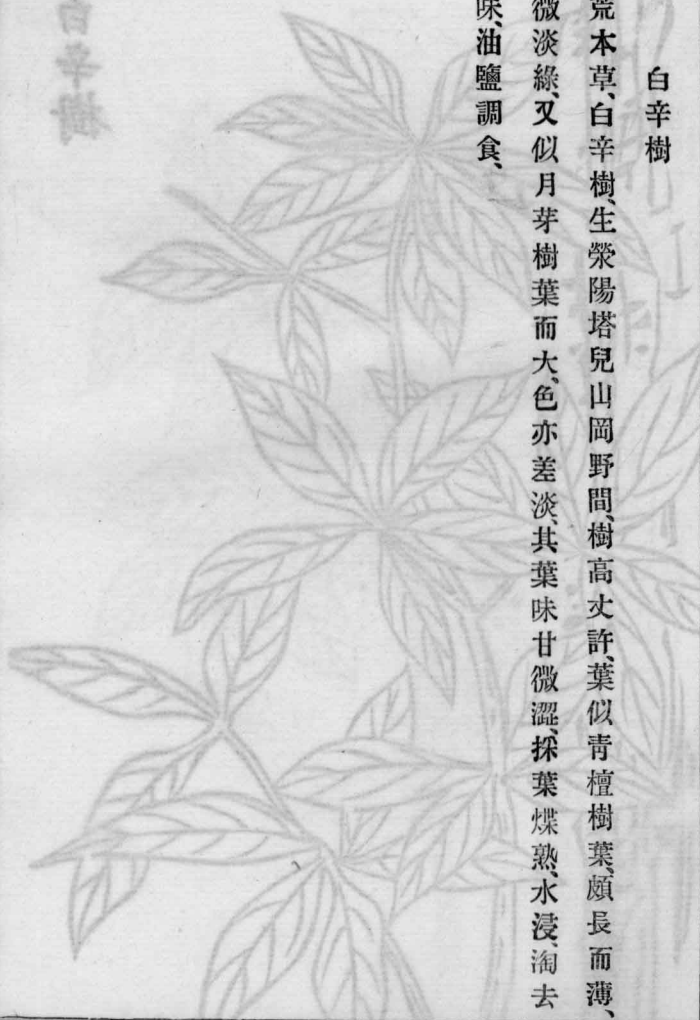 白辛樹
荒本草、白辛樹、生滎陽塔兒山岡野間、樹高𠀋許、葉似青檀樹葉、頗長而薄、
微淡綠、又似月芽樹葉而大、色亦差淡、其葉味甘微澀、採葉煠熟、水浸、淘去
味、油鹽調食、
白辛樹